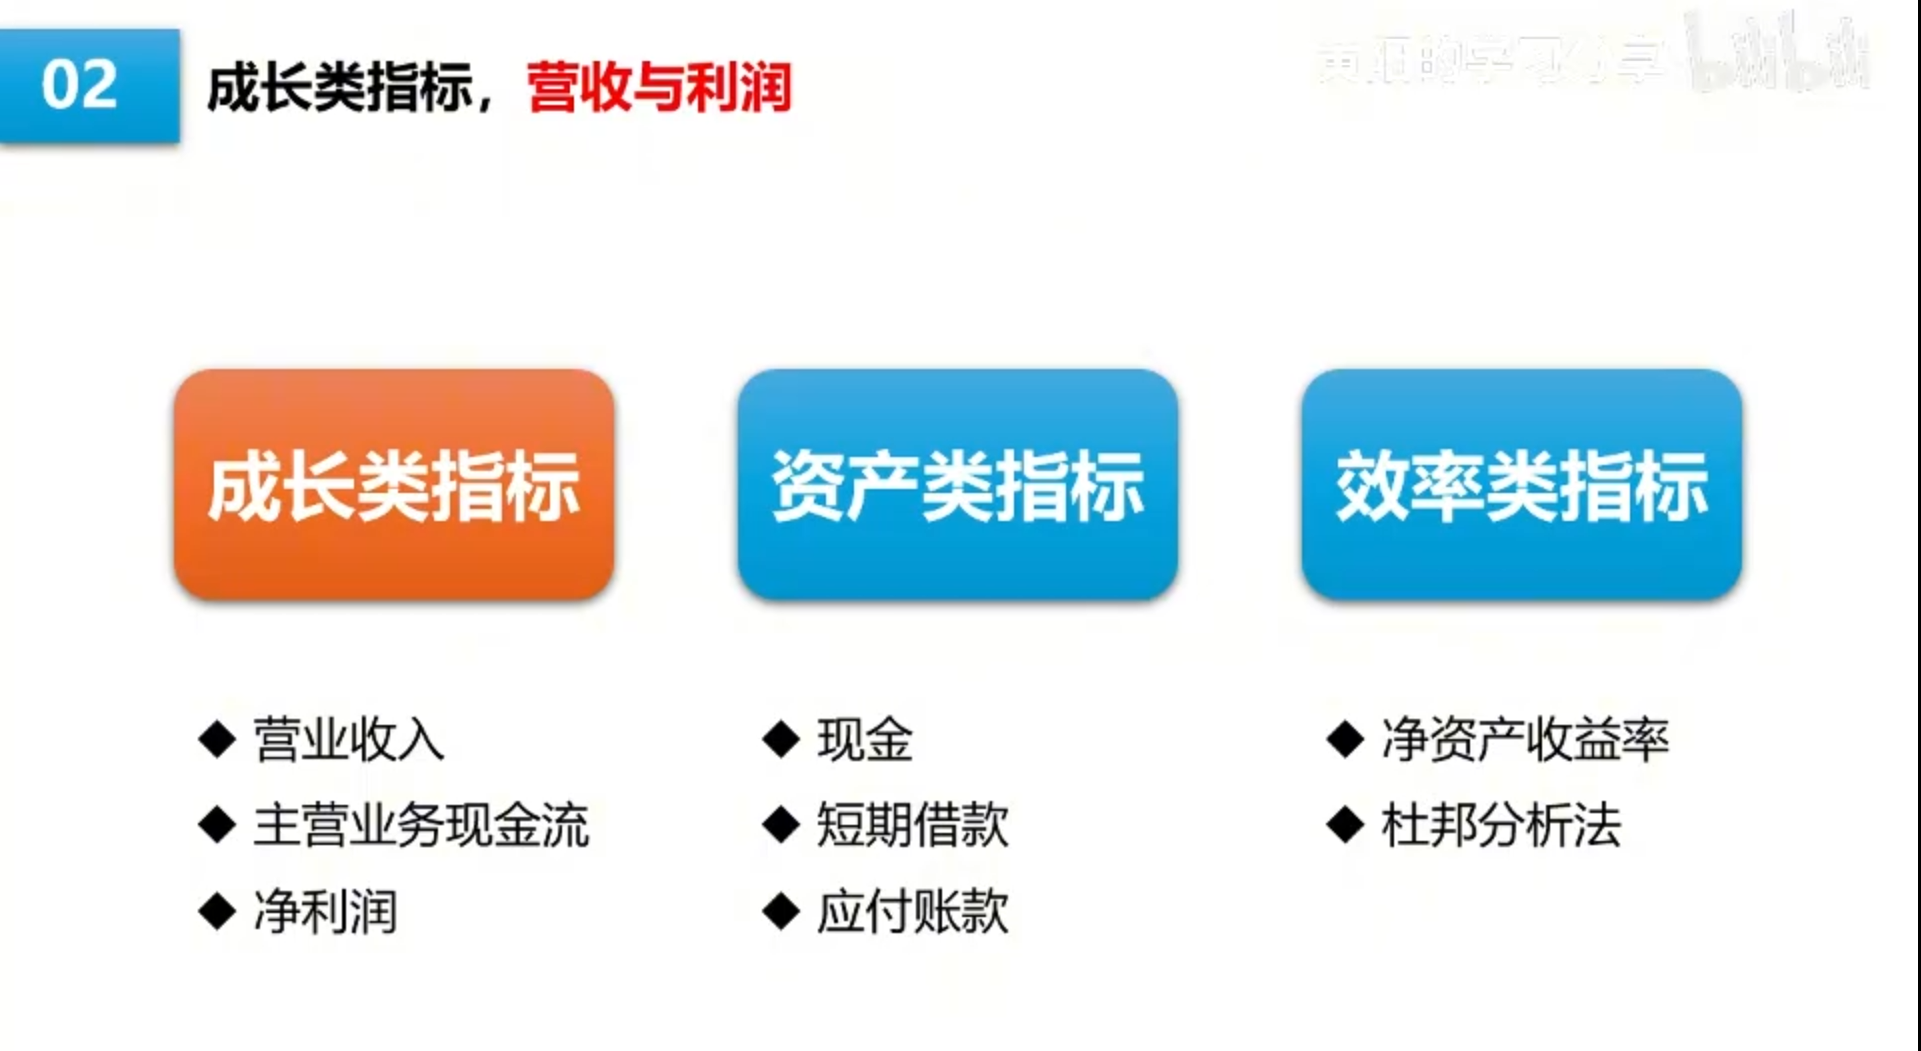 02
成长类指标，营收与利润
bilibili
成长类指标
资产类指标
效率类指标
◆ 营业收入
◆ 主营业务现金流
◆ 净利润
◆ 现金
◆ 短期借款
◆ 应付账款
◆ 净资产收益率
◆ 杜邦分析法